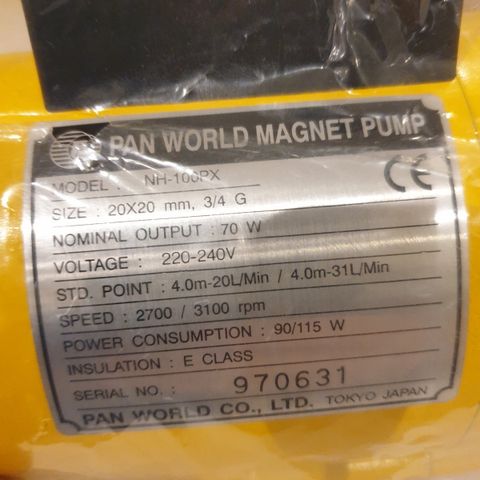 PAN WORLD MAGNET PUMP
MODEL : NH-100PX
CE
SIZE : 20X20 mm, 3/4 G
NOMINAL OUTPUT : 70 W
VOLTAGE : 220-240V
STD. POINT : 4.0m-20L/Min / 4.0m-31L/Min
SPEED : 2700 / 3100 rpm
POWER CONSUMPTION : 90/115 W
INSULATION : E CLASS
SERIAL NO. : 970631
PAN WORLD CO., LTD. TOKYO JAPAN